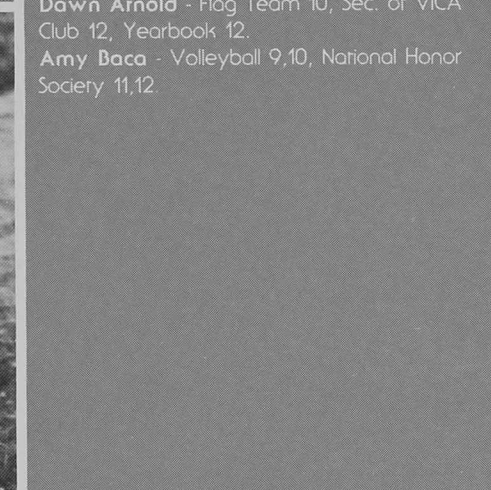 Dawn Arnold - Flag Team 10, Sec. of VICA
Club 12, Yearbook 12.
Amy Baca - Volleyball 9,10, National Honor
Society 11,12.